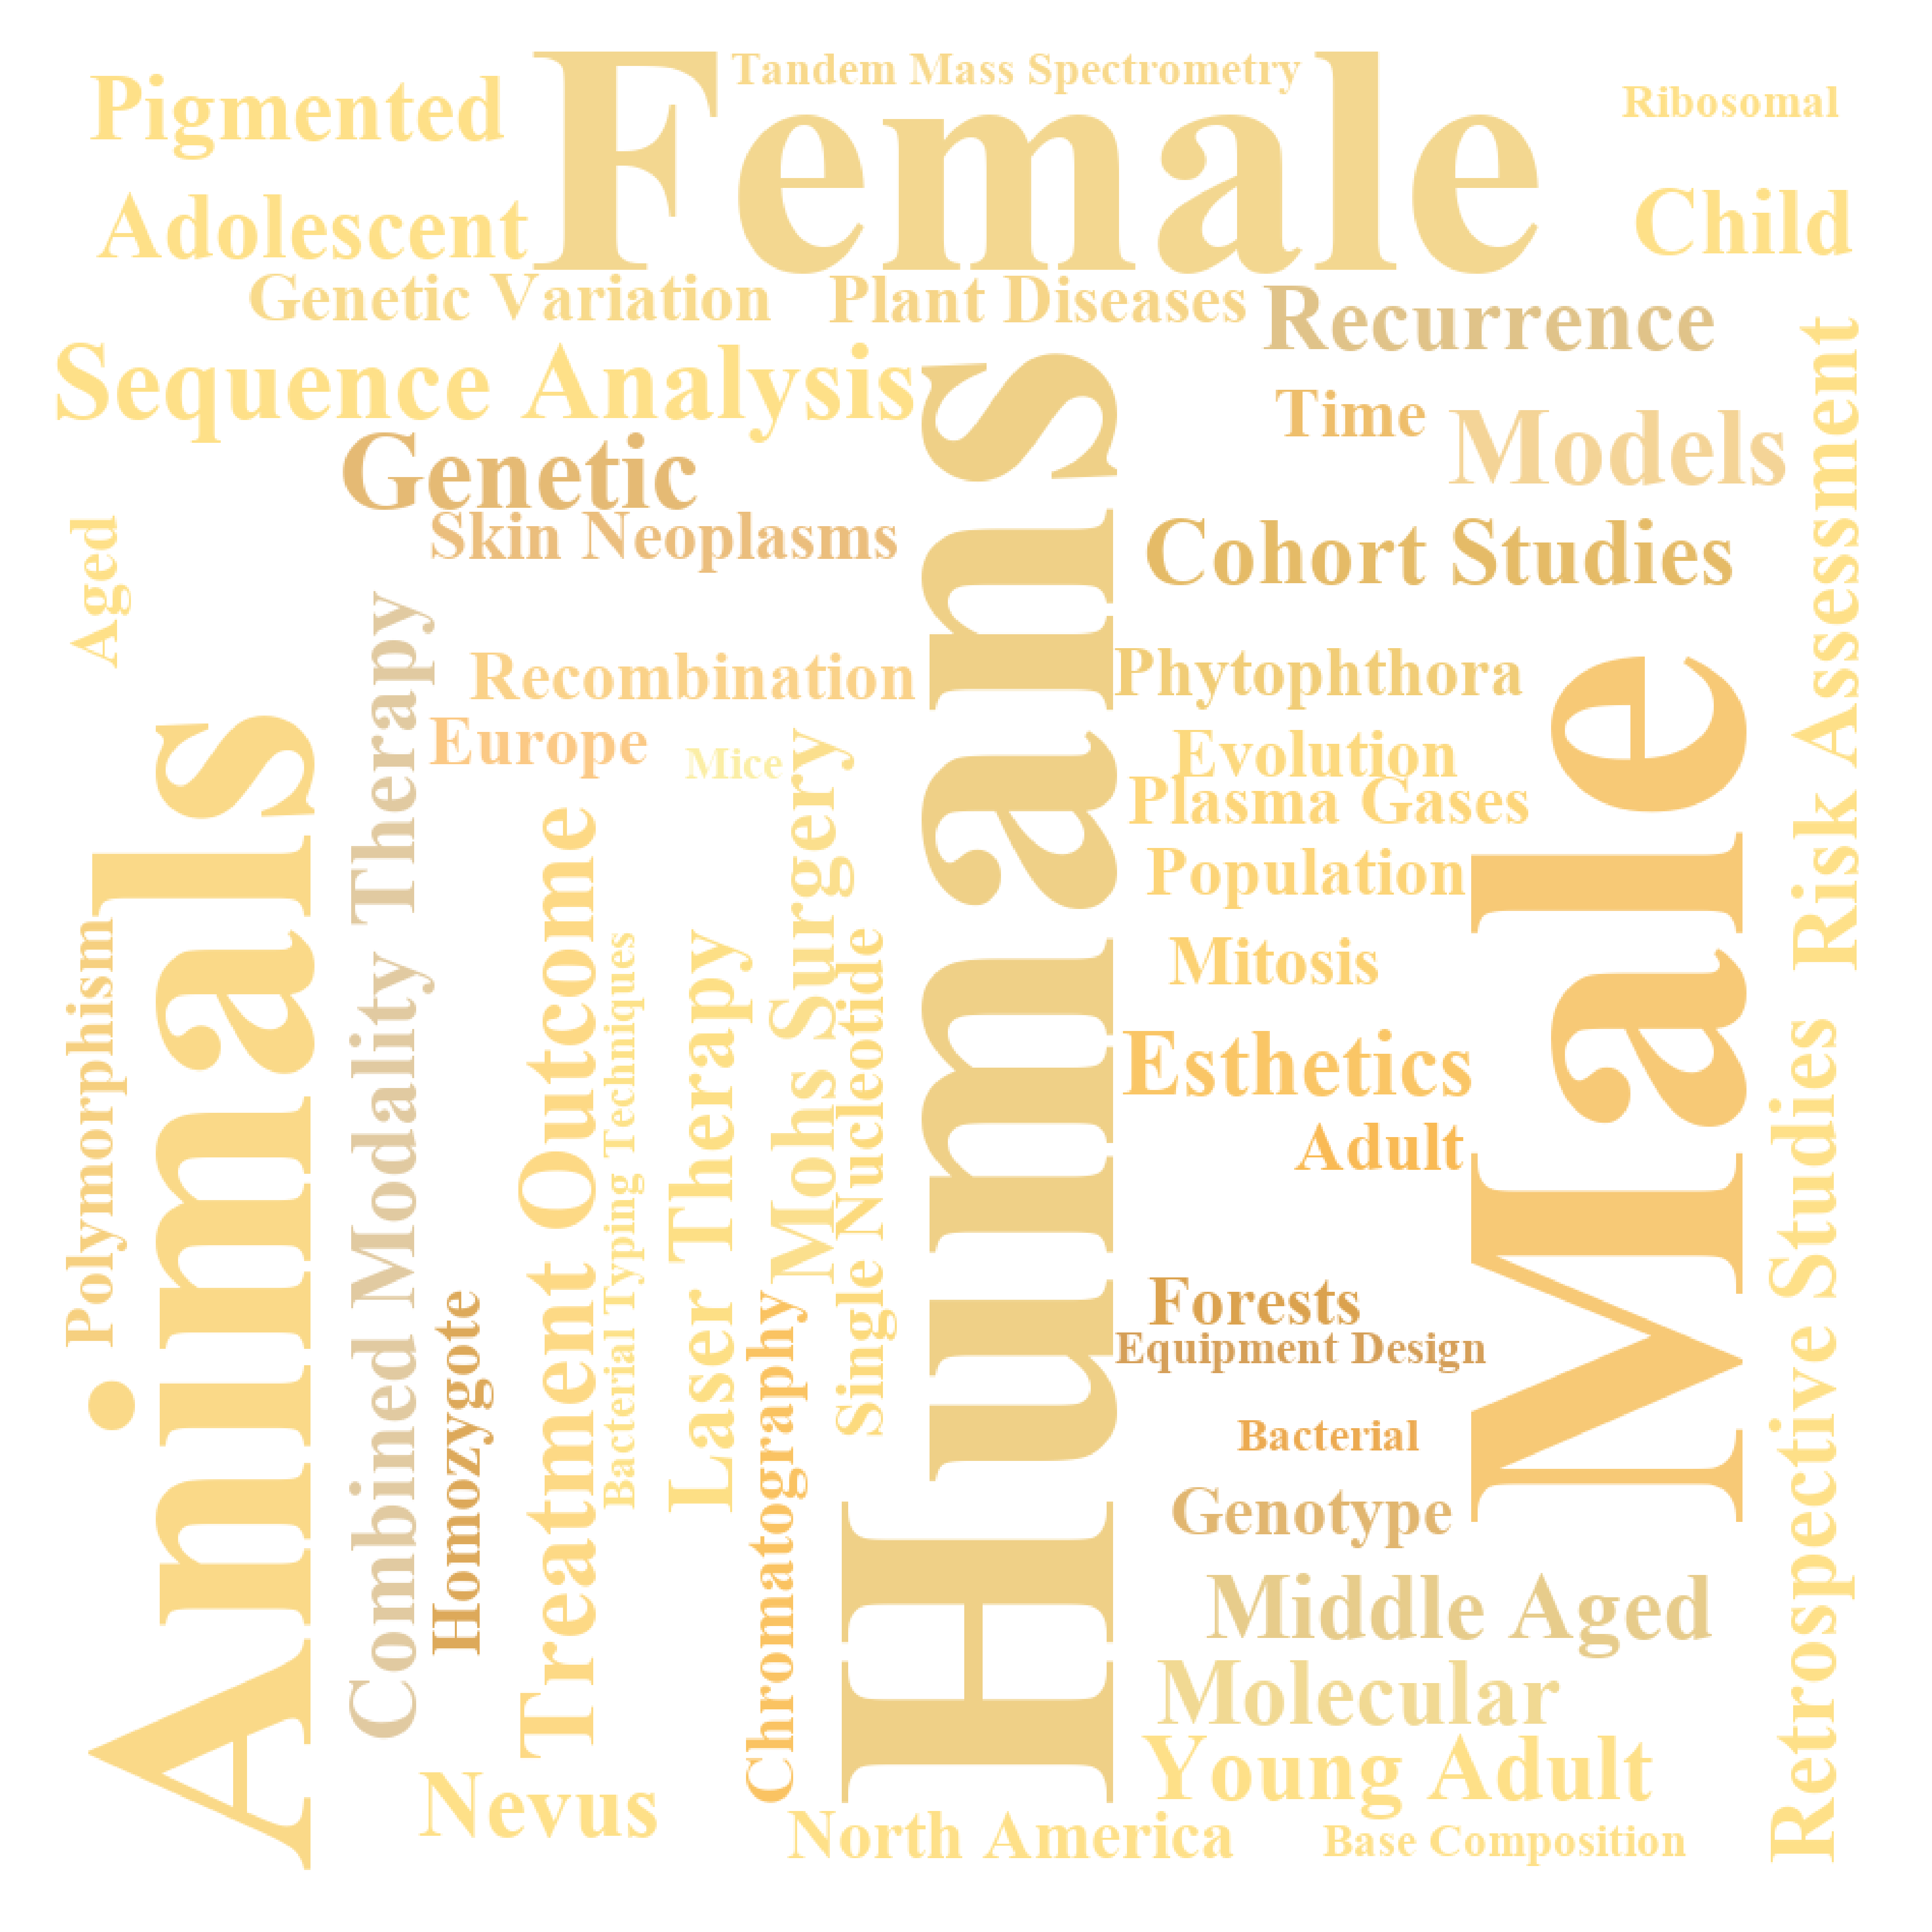 Tandem Mass Spectrometry
Pigmented
Female
Ribosomal
Adolescent
Child
Genetic Variation
Plant Diseases
Recurrence
Sequence Analysis
Time
Models
Genetic
Skin Neoplasms
Cohort Studies
Aged
Risk Assessment
Recombination
Phytophthora
Europe
Mice
Evolution
Plasma Gases
Population
Mitosis
Esthetics
Adult
Male
Humans
Animals
Polymorphism
Combined Modality Therapy
Homozygote
Treatment Outcome
Bacterial Typing Techniques
Laser Therapy
Chromatography
Mohs Surgery
Single Nucleotide
Forests
Equipment Design
Bacterial
Genotype
Retrospective Studies
Middle Aged
Molecular
Young Adult
Nevus
North America
Base Composition